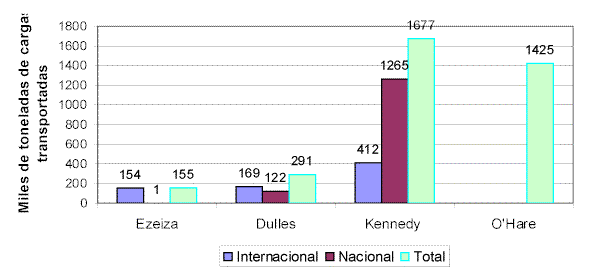 Miles de toneladas de cargas
transportadas
1800
1600
1400
1200
1000
800
600
400
200
0
154
1
155
169
122
291
412
1265
1677
1425
Ezeiza
Dulles
Kennedy
O'Hare
Internacional
Nacional
Total